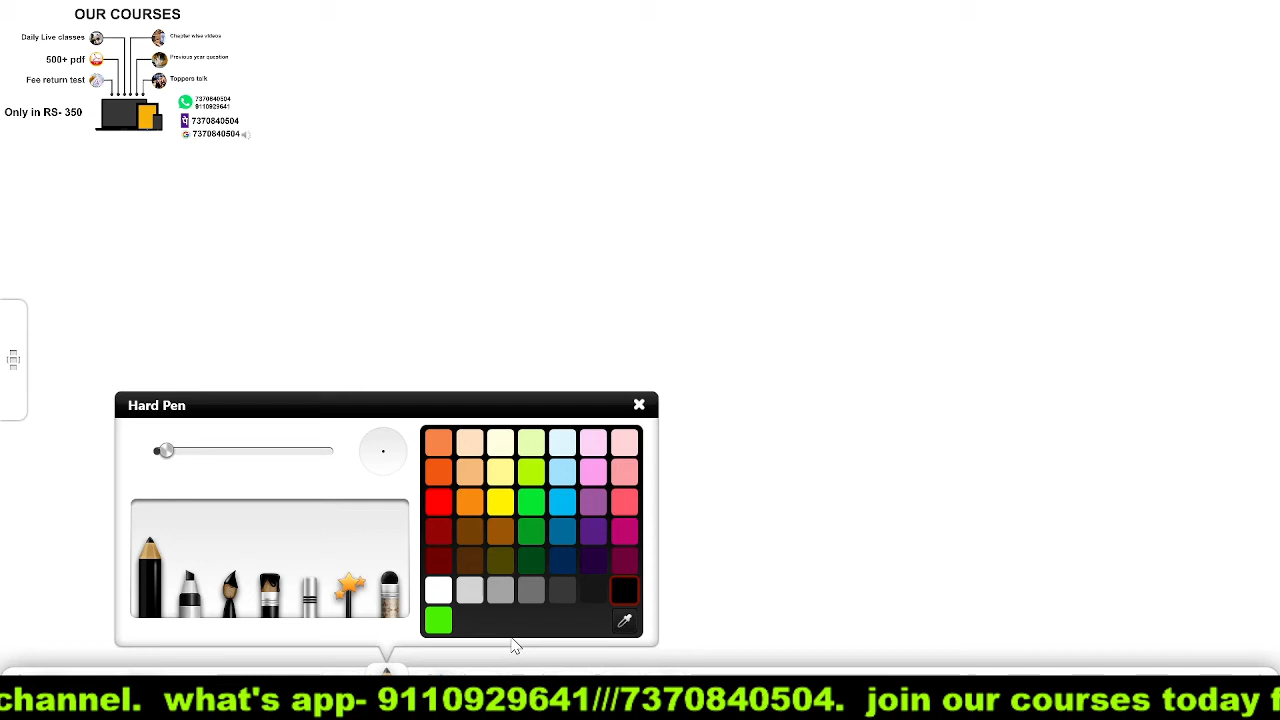 OUR COURSES
Daily Live classes
Chapter wise videos
500+ pdf
Previous year question
Fee return test
Toppers talk
Only in RS- 350
7370840504
9110929641
7370840504
7370840504
Hard Pen
channel. what's app- 9110929641///7370840504. join our courses today f